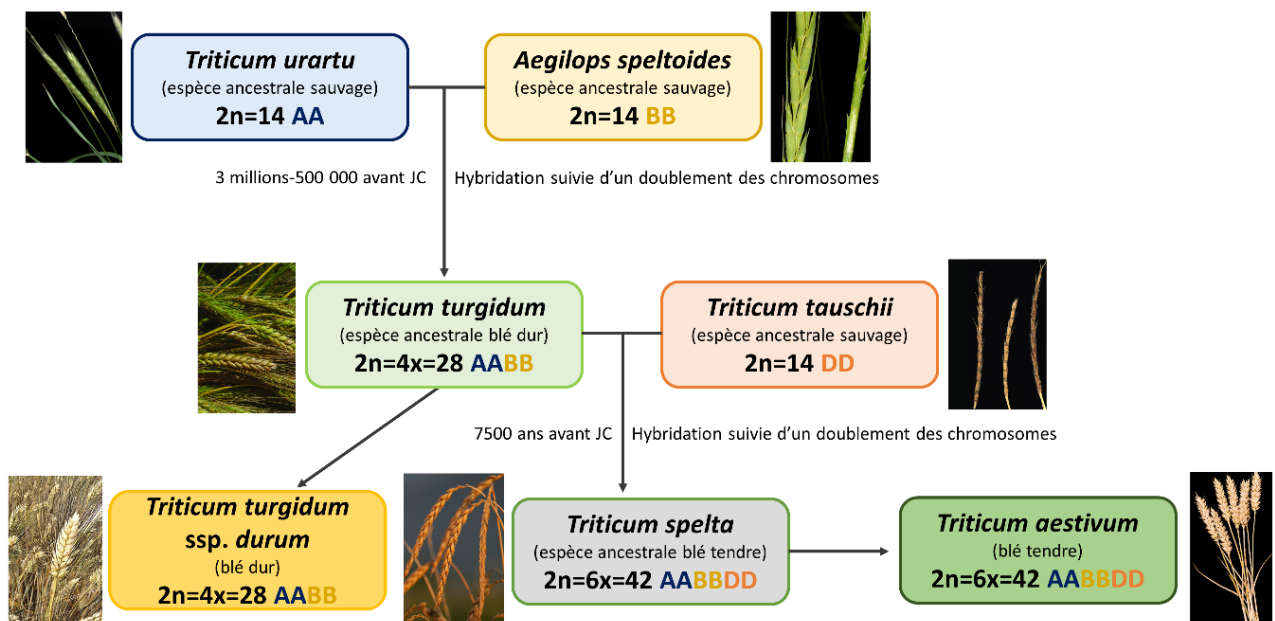 Triticum urartu
(espèce ancestrale sauvage)
2n=14 AA
Aegilops speltoides
(espèce ancestrale sauvage)
2n=14 BB
3 millions-500 000 avant JC
Hybridation suivie d’un doublement des chromosomes
Triticum turgidum
(espèce ancestrale blé dur)
2n=4x=28 AABB
Triticum tauschii
(espèce ancestrale sauvage)
2n=14 DD
7500 ans avant JC
Hybridation suivie d’un doublement des chromosomes
Triticum turgidum
ssp. durum
(blé dur)
2n=4x=28 AABB
Triticum spelta
(espèce ancestrale blé tendre)
2n=6x=42 AABBDD
Triticum aestivum
(blé tendre)
2n=6x=42 AABBDD